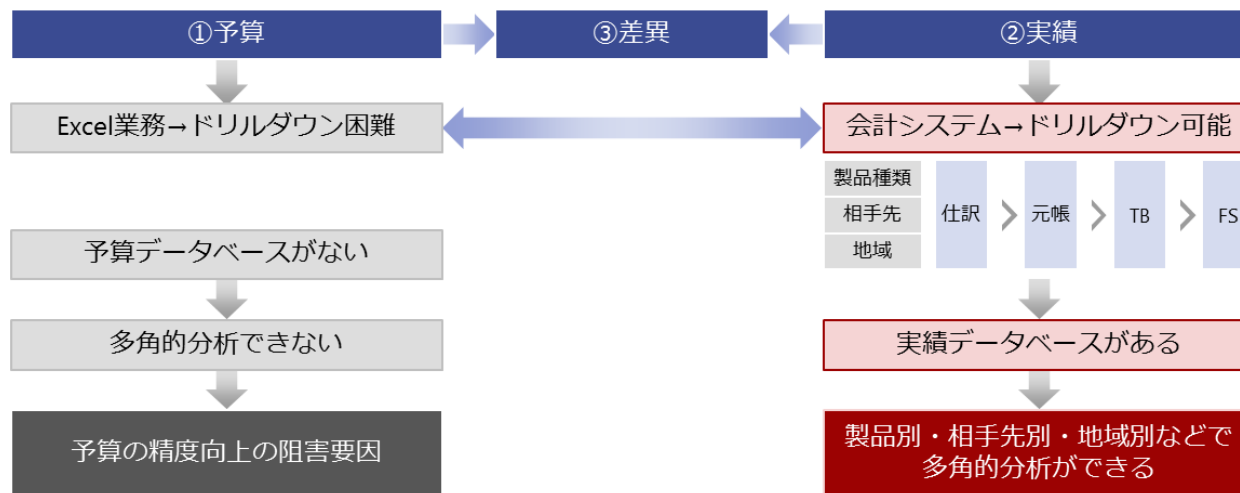 ①予算
③差異
②実績
Excel業務→ドリルダウン困難
会計システム→ドリルダウン可能
製品種類
相手先
地域
仕訳
元帳
TB
FS
予算データベースがない
多角的分析できない
実績データベースがある
予算の精度向上の阻害要因
製品別・相手先別・地域別などで
多角的分析ができる